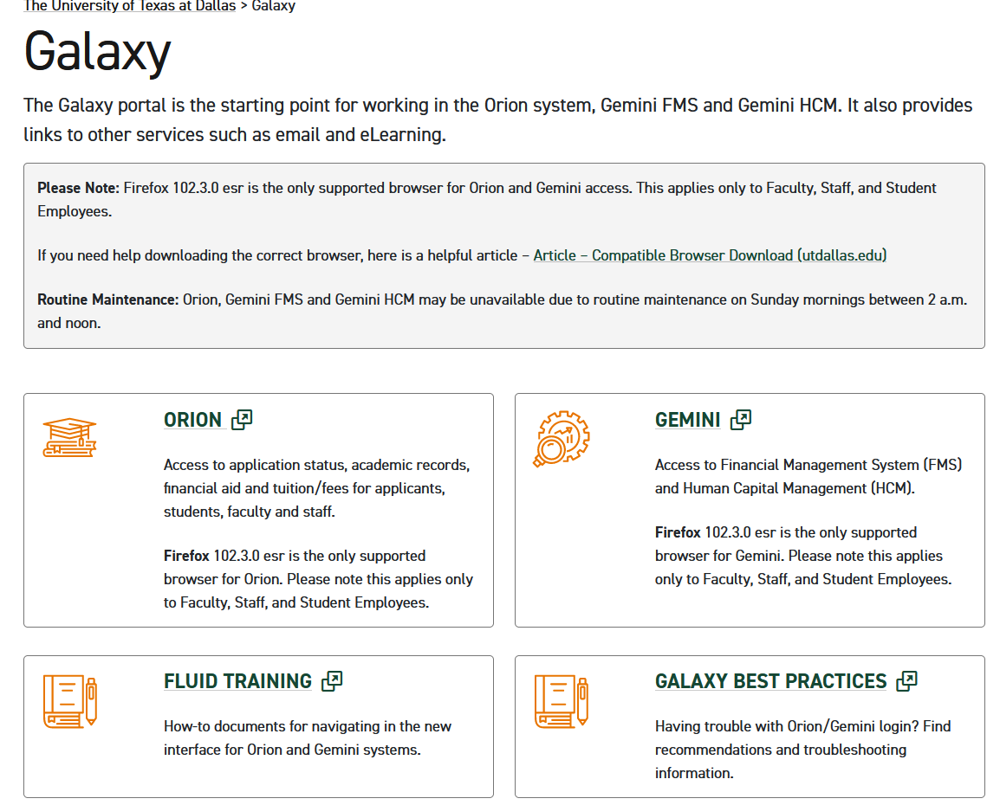 The University of Texas at Dallas > Galaxy
Galaxy
The Galaxy portal is the starting point for working in the Orion system, Gemini FMS and Gemini HCM. It also provides
links to other services such as email and eLearning.
Please Note: Firefox 102.3.0 esr is the only supported browser for Orion and Gemini access. This applies only to Faculty, Staff, and Student
Employees.
If you need help downloading the correct browser, here is a helpful article – Article – Compatible Browser Download (utdallas.edu)
Routine Maintenance: Orion, Gemini FMS and Gemini HCM may be unavailable due to routine maintenance on Sunday mornings between 2 a.m.
and noon.
ORION
Access to application status, academic records,
financial aid and tuition/fees for applicants,
students, faculty and staff.
Firefox 102.3.0 esr is the only supported
browser for Orion. Please note this applies only
to Faculty, Staff, and Student Employees.
GEMINI
Access to Financial Management System (FMS)
and Human Capital Management (HCM).
Firefox 102.3.0 esr is the only supported
browser for Gemini. Please note this applies
only to Faculty, Staff, and Student Employees.
FLUID TRAINING
How-to documents for navigating in the new
interface for Orion and Gemini systems.
GALAXY BEST PRACTICES
Having trouble with Orion/Gemini login? Find
recommendations and troubleshooting
information.